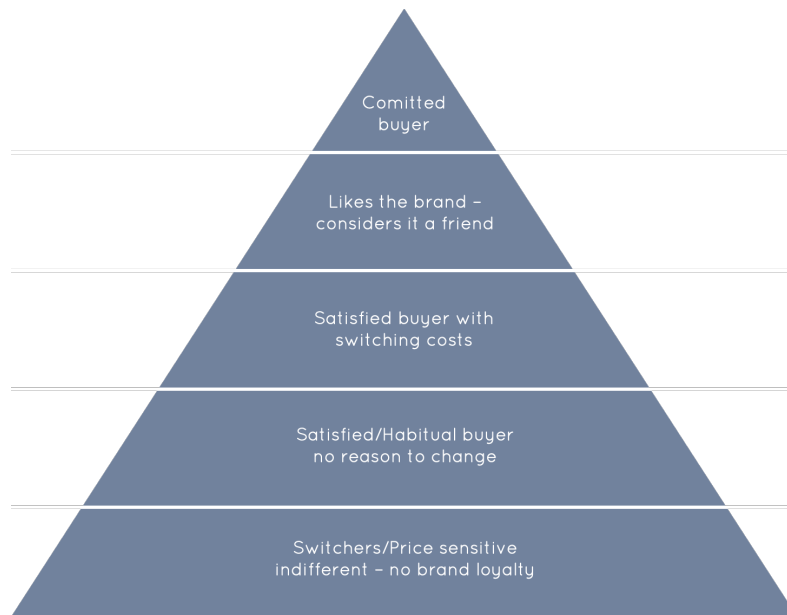 Comitted
buyer
Likes the brand –
considers it a friend
Satisfied buyer with
switching costs
Satisfied/Habitual buyer
no reason to change
Switchers/Price sensitive
indifferent – no brand loyalty